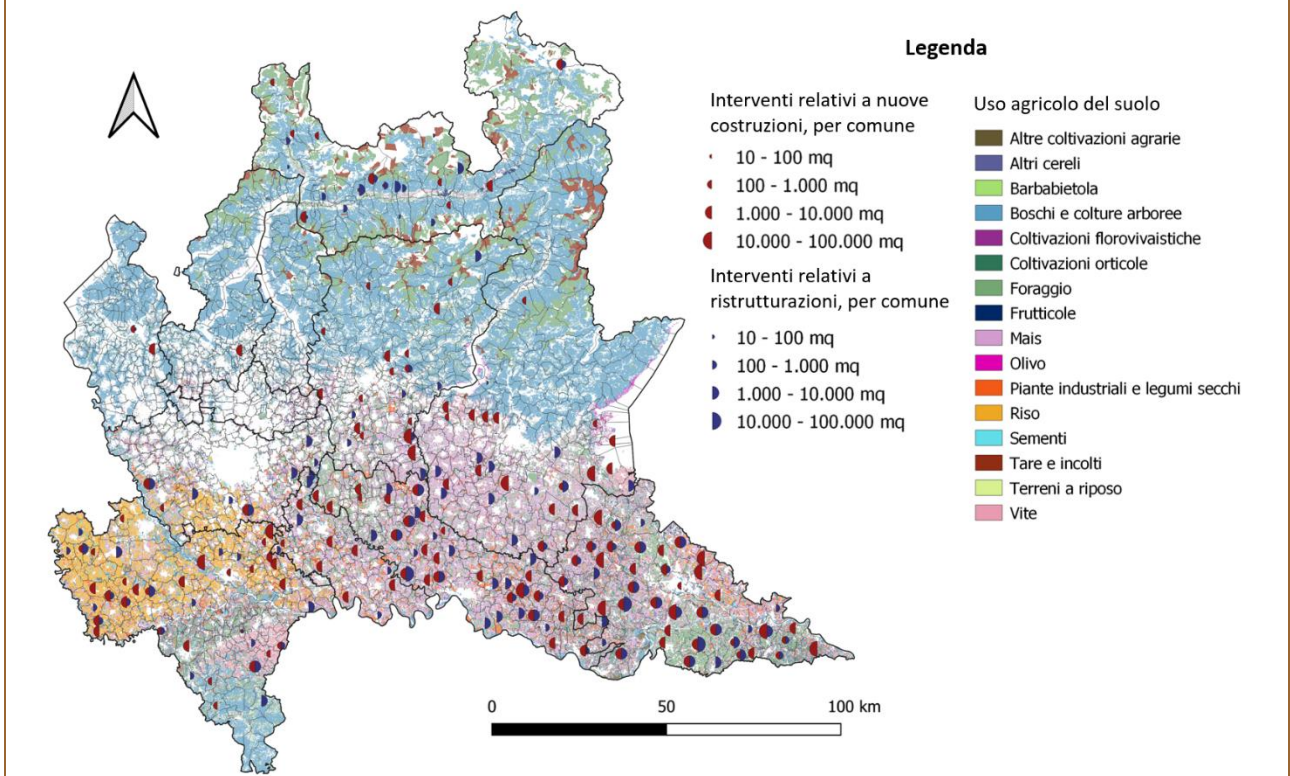 Legenda
Interventi relativi a nuove
costruzioni, per comune
10 - 100 mq
100 - 1.000 mq
1.000 - 10.000 mq
10.000 - 100.000 mq
Interventi relativi a
ristrutturazioni, per comune
10 - 100 mq
100 - 1.000 mq
1.000 - 10.000 mq
10.000 - 100.000 mq
Uso agricolo del suolo
Altre coltivazioni agrarie
Altri cereli
Barbabietola
Boschi e colture arboree
Coltivazioni florovivaistiche
Coltivazioni orticole
Foraggio
Frutticole
Mais
Olivo
Piante industriali e legumi secchi
Riso
Sementi
Tare e incolti
Terreni a riposo
Vite
0 50 100 km